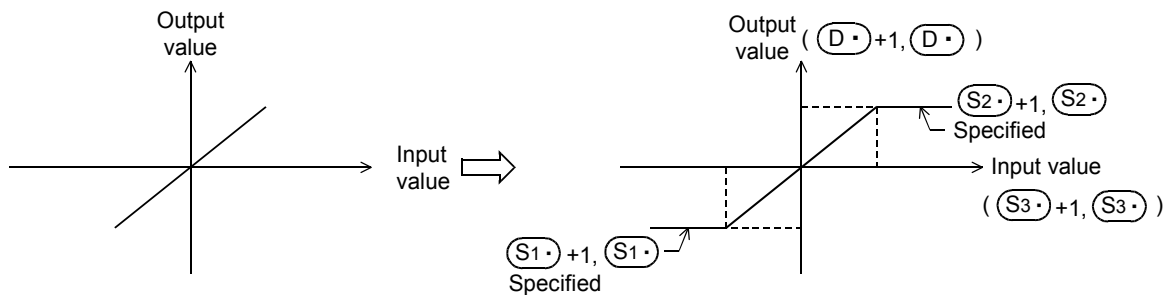 Output
value
Input
value
Output
value
( D· +1, D· )
S2· +1, S2·
Specified
Input value
( S3· +1, S3· )
S1· +1, S1·
Specified